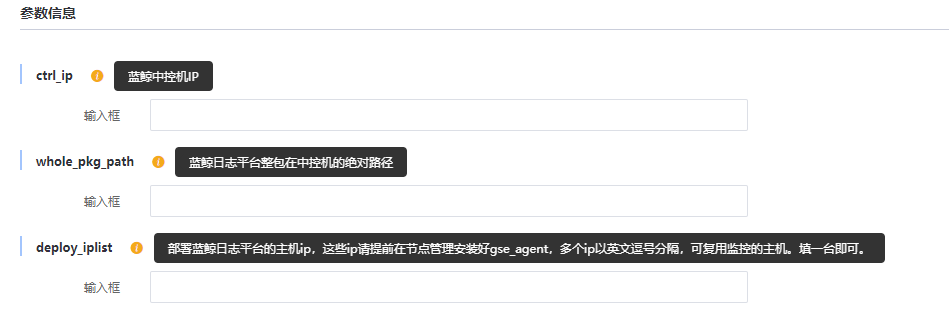 参数信息
ctrl_ip 蓝鲸中控机IP
输入框
whole_pkg_path 蓝鲸日志平台整包在中控机的绝对路径
输入框
deploy_iplist 部署蓝鲸日志平台的主机ip，这些ip请提前在节点管理安装好gse_agent，多个ip以英文逗号分隔，可复用监控的主机。填一台即可。
输入框